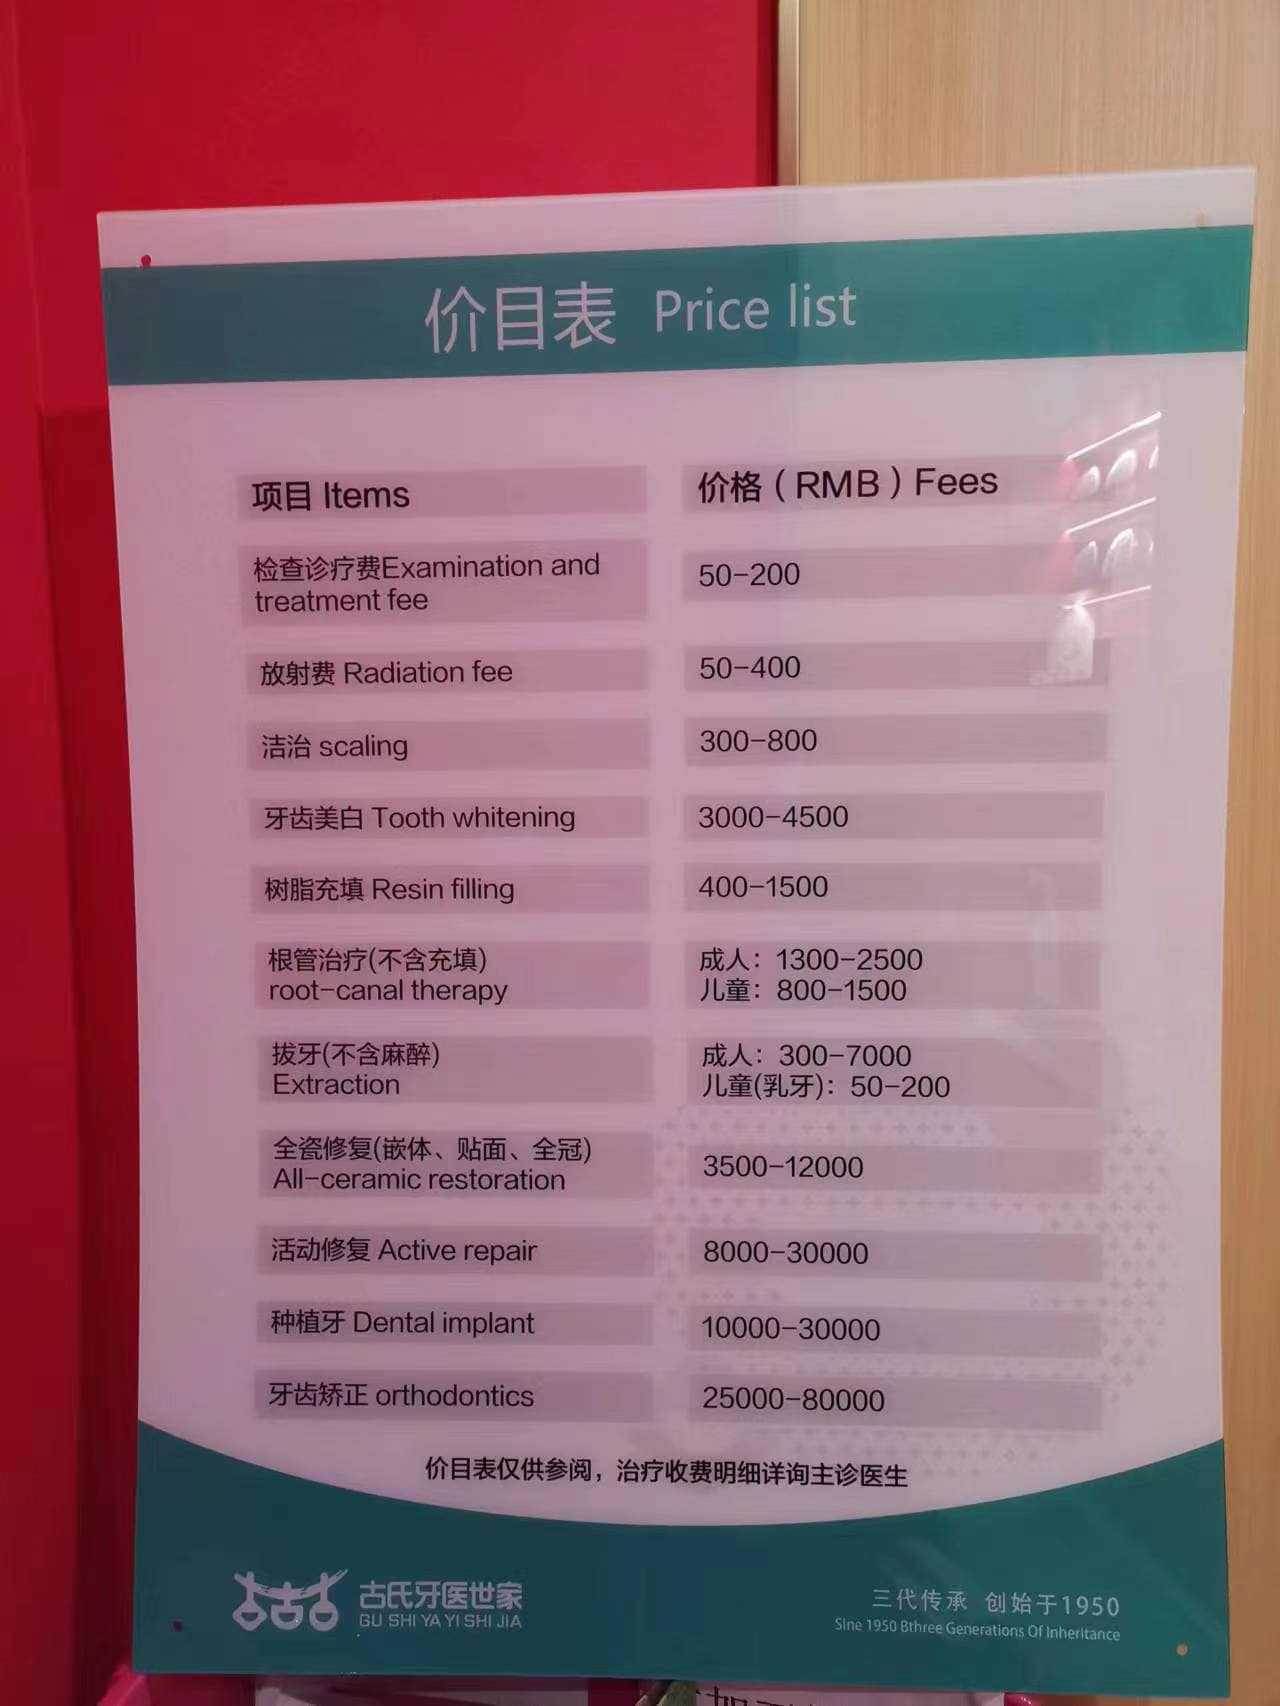 价目表 Price list
项目 Items
价格（RMB）Fees
检查诊疗费Examination and
treatment fee
50-200
放射费 Radiation fee
50-400
洁治 scaling
300-800
牙齿美白 Tooth whitening
3000-4500
树脂充填 Resin filling
400-1500
根管治疗(不含充填)
root-canal therapy
成人：1300-2500
儿童：800-1500
拔牙(不含麻醉)
Extraction
成人：300-7000
儿童(乳牙)：50-200
全瓷修复(嵌体、贴面、全冠)
All-ceramic restoration
3500-12000
活动修复 Active repair
8000-30000
种植牙 Dental implant
10000-30000
牙齿矫正 orthodontics
25000-80000
价目表仅供参阅，治疗收费明细详询主诊医生
古氏牙医世家
GU SHI YA YI SHI JIA
三代传承 创始于1950
Sine 1950 Bthree Generations Of Inheritance